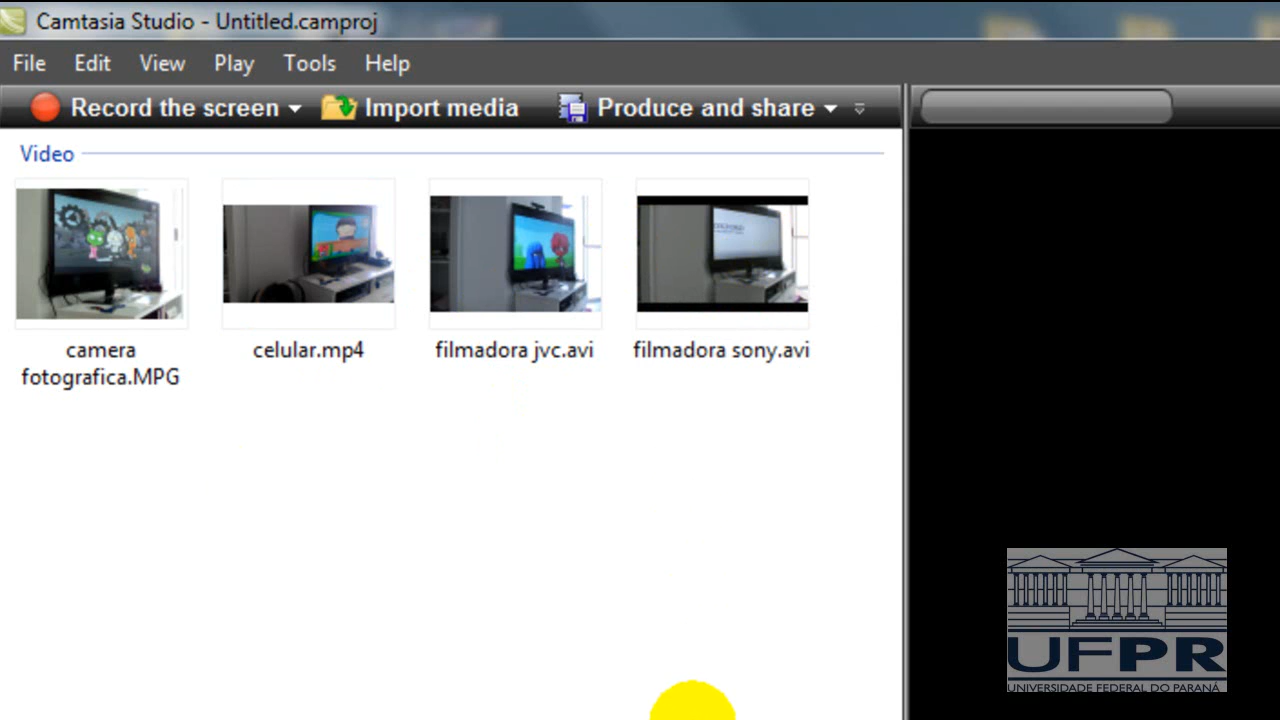 Camtasia Studio - Untitled.camproj
File Edit View Play Tools Help
Record the screen Import media Produce and share
Video
camera fotografica.MPG
celular.mp4
filmadora jvc.avi
filmadora sony.avi
UFPR
UNIVERSIDADE FEDERAL DO PARANÁ